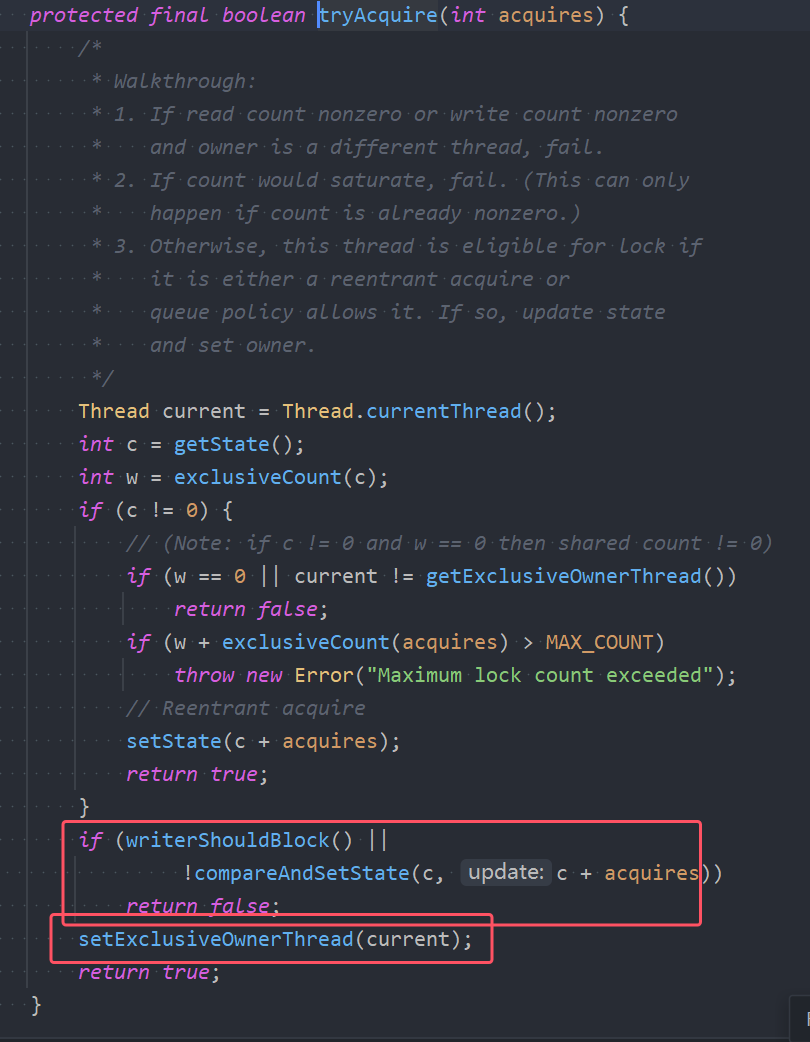 protected final boolean tryAcquire(int acquires) {
/*
* Walkthrough:
* 1. If read count nonzero or write count nonzero
*    and owner is a different thread, fail.
* 2. If count would saturate, fail. (This can only
*    happen if count is already nonzero.)
* 3. Otherwise, this thread is eligible for lock if
*    it is either a reentrant acquire or
*    queue policy allows it. If so, update state
*    and set owner.
*/
Thread current = Thread.currentThread();
int c = getState();
int w = exclusiveCount(c);
if (c != 0) {
// (Note: if c != 0 and w == 0 then shared count != 0)
if (w == 0 || current != getExclusiveOwnerThread())
return false;
if (w + exclusiveCount(acquires) > MAX_COUNT)
throw new Error("Maximum lock count exceeded");
// Reentrant acquire
setState(c + acquires);
return true;
}
if (writerShouldBlock() ||
!compareAndSetState(c, update: c + acquires))
return false;
setExclusiveOwnerThread(current);
return true;
}